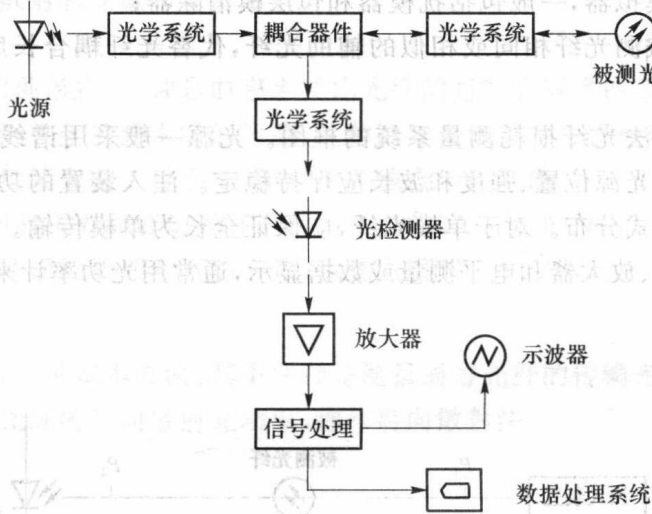 光学系统
耦合器件
光学系统
光源
被测光
光学系统
光检测器
放大器
示波器
信号处理
数据处理系统